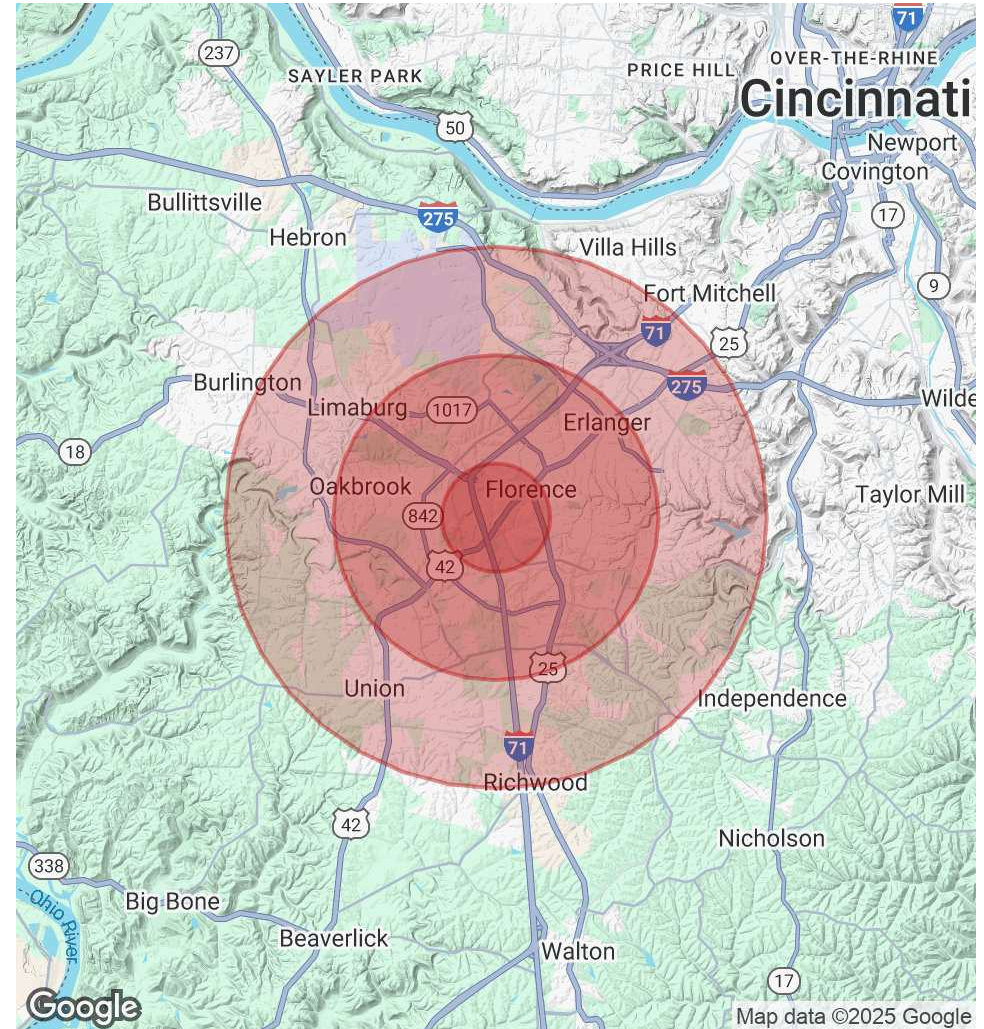 71
237
OVER-THE-RHINE
SAYLER PARK
PRICE HILL
Cincinnati
50
Newport
Covington
Bullittsville
17
275
Hebron
Villa Hills
9
Fort Mitchell
71
25
Burlington
275
Wilde
Limaburg
1017
Erlanger
18
Oakbrook
Florence
Taylor Mill
842
42
25
Union
Independence
71
Richwood
42
Nicholson
338
Big Bone
Ohio River
Beaverlick
Walton
17
Google
Map data ©2025 Google